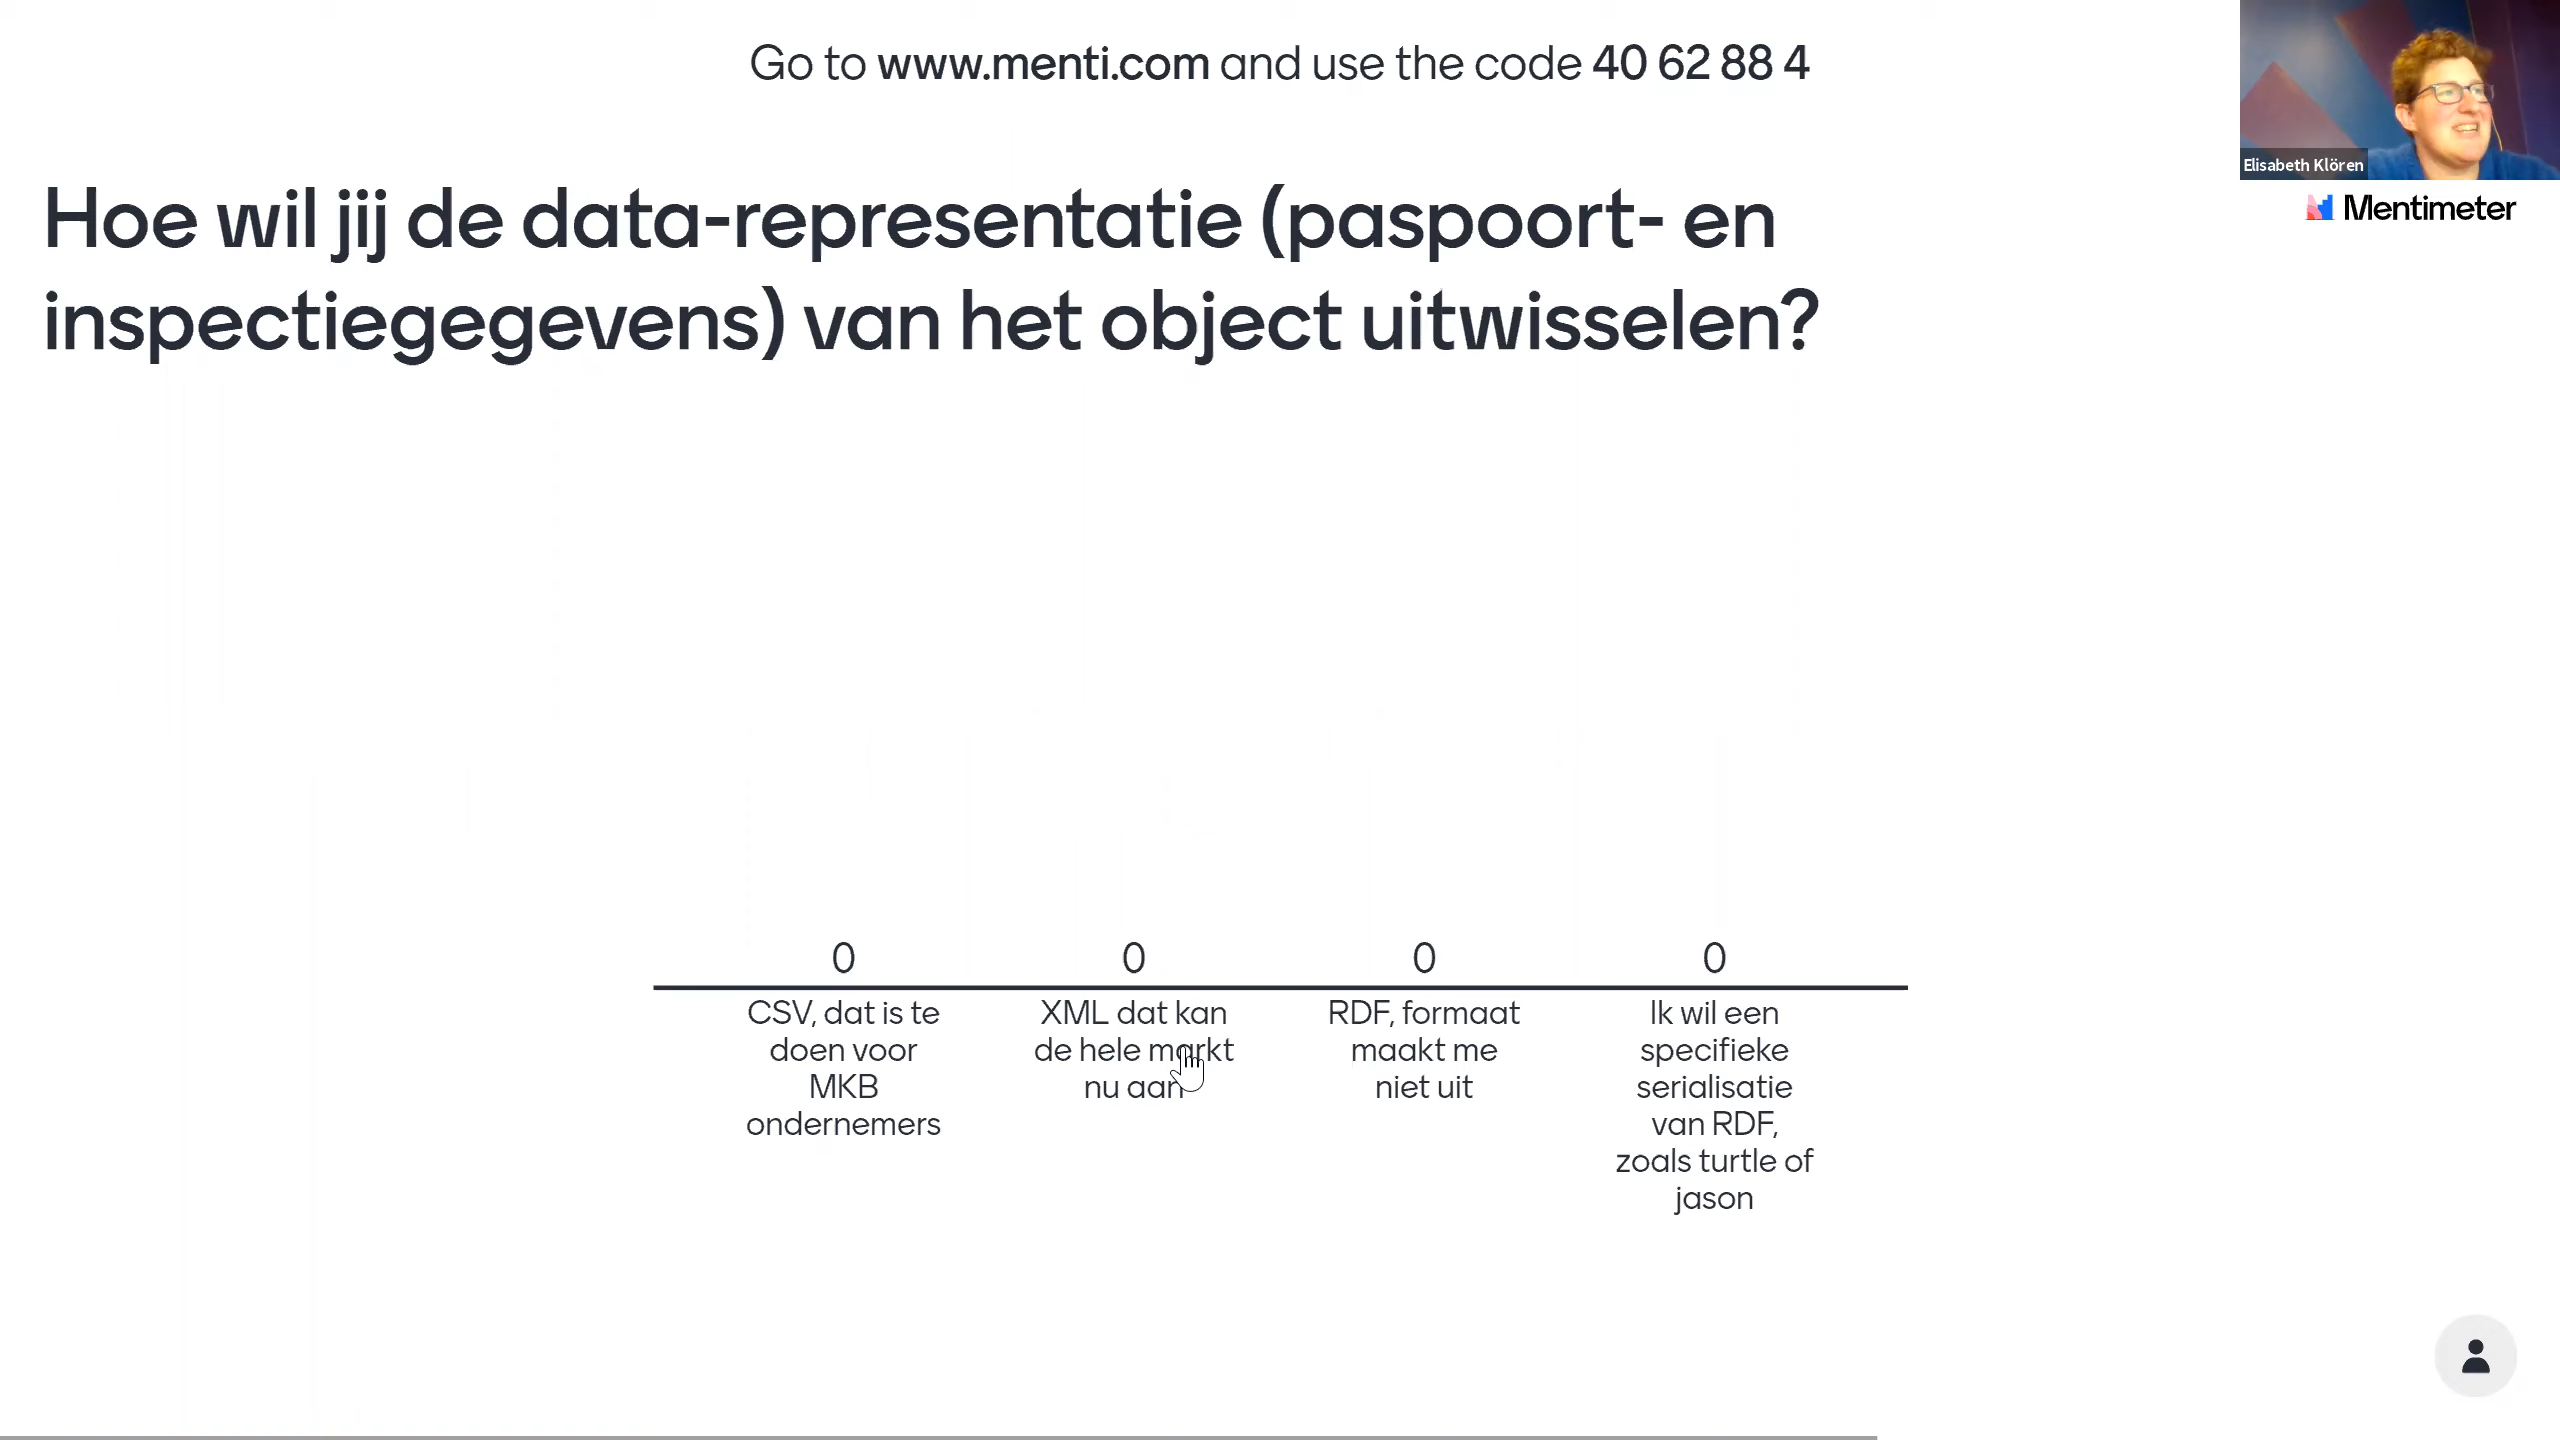 Go to www.menti.com and use the code 40 62 88 4
Elisabeth Klören
Mentimeter
Hoe wil jij de data-representatie (paspoort- en
inspectiegegevens) van het object uitwisselen?
0
0
0
0
CSV, dat is te
doen voor
MKB
ondernemers
XML dat kan
de hele markt
nu aan
RDF, formaat
maakt me
niet uit
Ik wil een
specifieke
serialisatie
van RDF,
zoals turtle of
jason